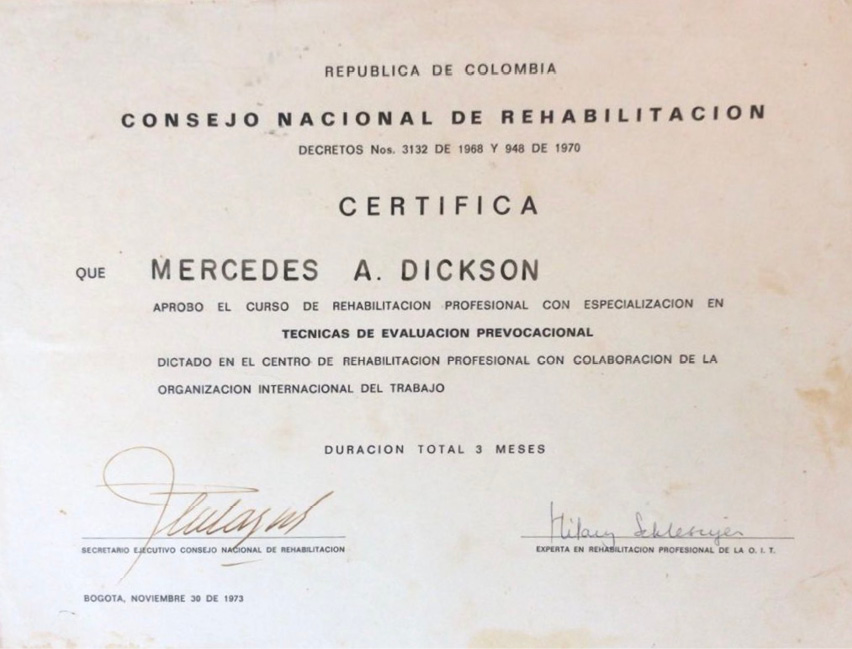 REPUBLICA DE COLOMBIA
CONSEJO NACIONAL DE REHABILITACION
DECRETOS Nos. 3132 DE 1968 Y 948 DE 1970
CERTIFICA
QUE MERCEDES A. DICKSON
APROBO EL CURSO DE REHABILITACION PROFESIONAL CON ESPECIALIZACION EN
TECNICAS DE EVALUACION PREVOCACIONAL
DICTADO EN EL CENTRO DE REHABILITACION PROFESIONAL CON COLABORACION DE LA
ORGANIZACION INTERNACIONAL DEL TRABAJO
DURACION TOTAL 3 MESES
Hilary
SECRETARIO EJECUTIVO CONSEJO NACIONAL DE REHABILITACION
EXPERTA EN REHABILITACION PROFESIONAL DE LA O. I. T.
BOGOTA, NOVIEMBRE 30 DE 1973